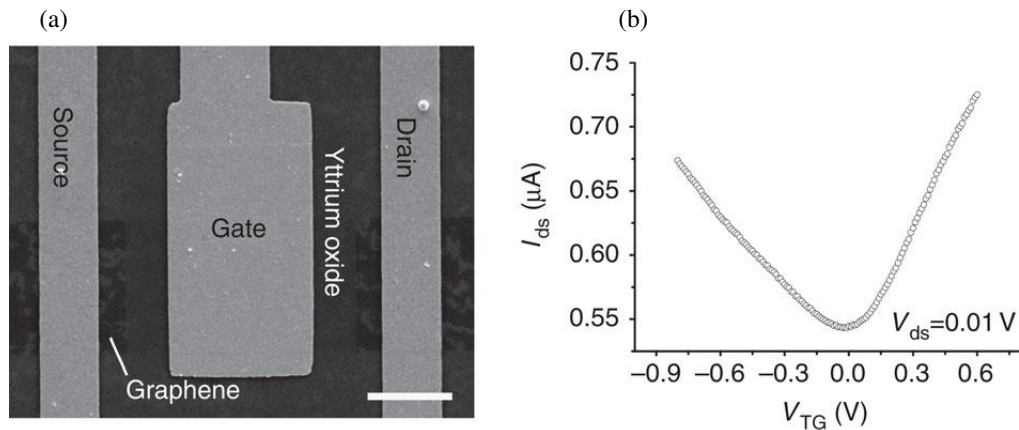 (a)
Source
Gate
Yttrium oxide
Drain
Graphene
(b)
0.75
0.70
0.65
0.60
0.55
I_ds (μA)
V_ds=0.01 V
−0.9 −0.6 −0.3 0.0 0.3 0.6
V_TG (V)